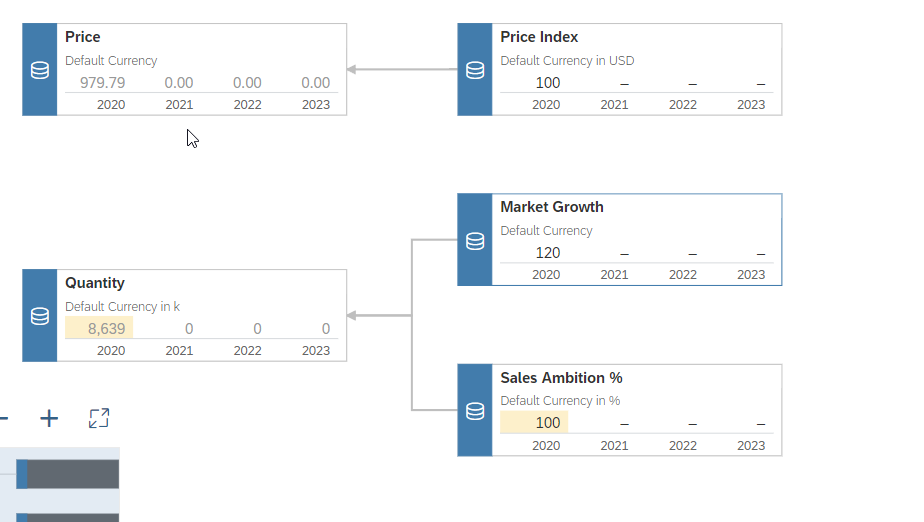 Price
Default Currency
979.79 0.00 0.00 0.00
2020 2021 2022 2023
Price Index
Default Currency in USD
100 – – –
2020 2021 2022 2023
Market Growth
Default Currency
120 – – –
2020 2021 2022 2023
Quantity
Default Currency in k
8,639 0 0 0
2020 2021 2022 2023
Sales Ambition %
Default Currency in %
100 – – –
2020 2021 2022 2023